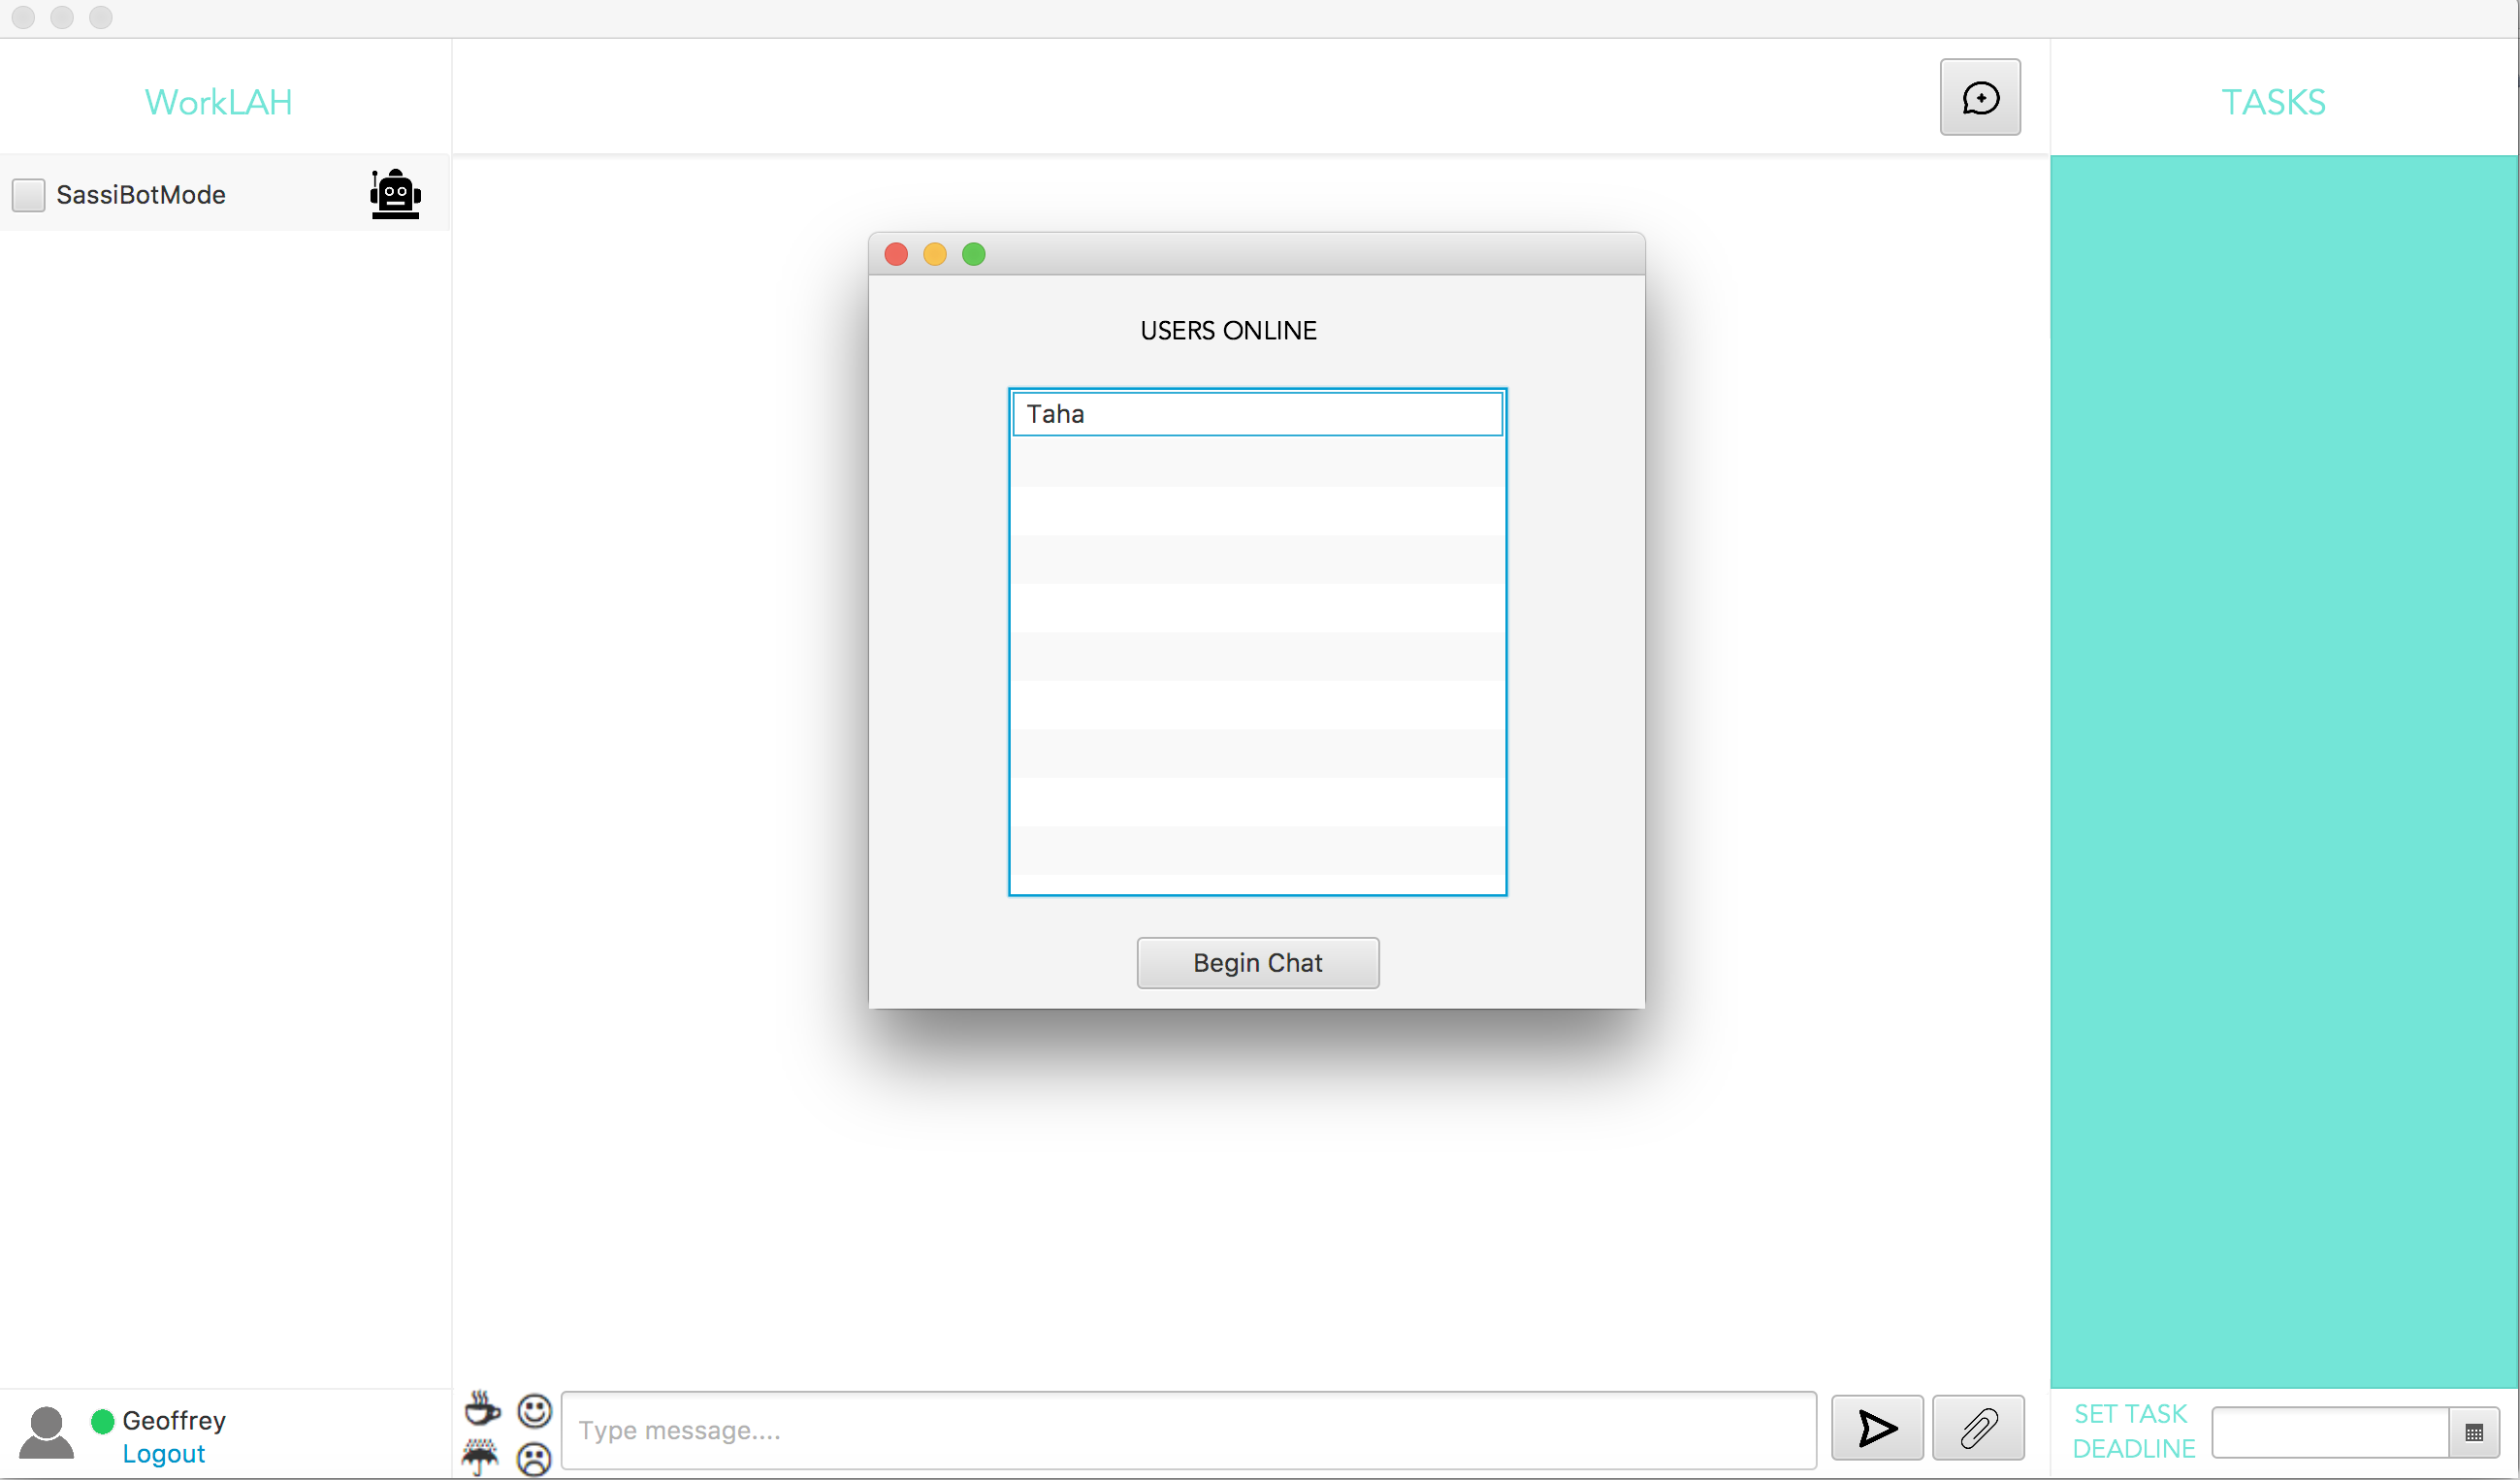 WorkLAH
TASKS
SassiBotMode
USERS ONLINE
Taha
Begin Chat
Geoffrey
Logout
Type message....
SET TASK
DEADLINE